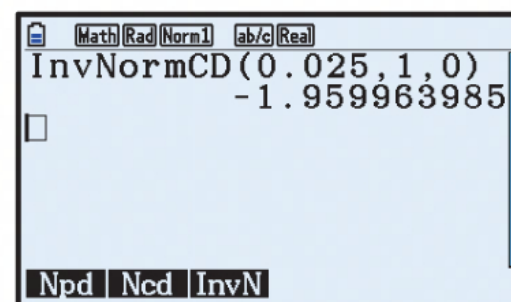 Math Rad Norm1 ab/c Real
InvNormCD(0.025,1,0)
-1.959963985
Npd Ncd InvN